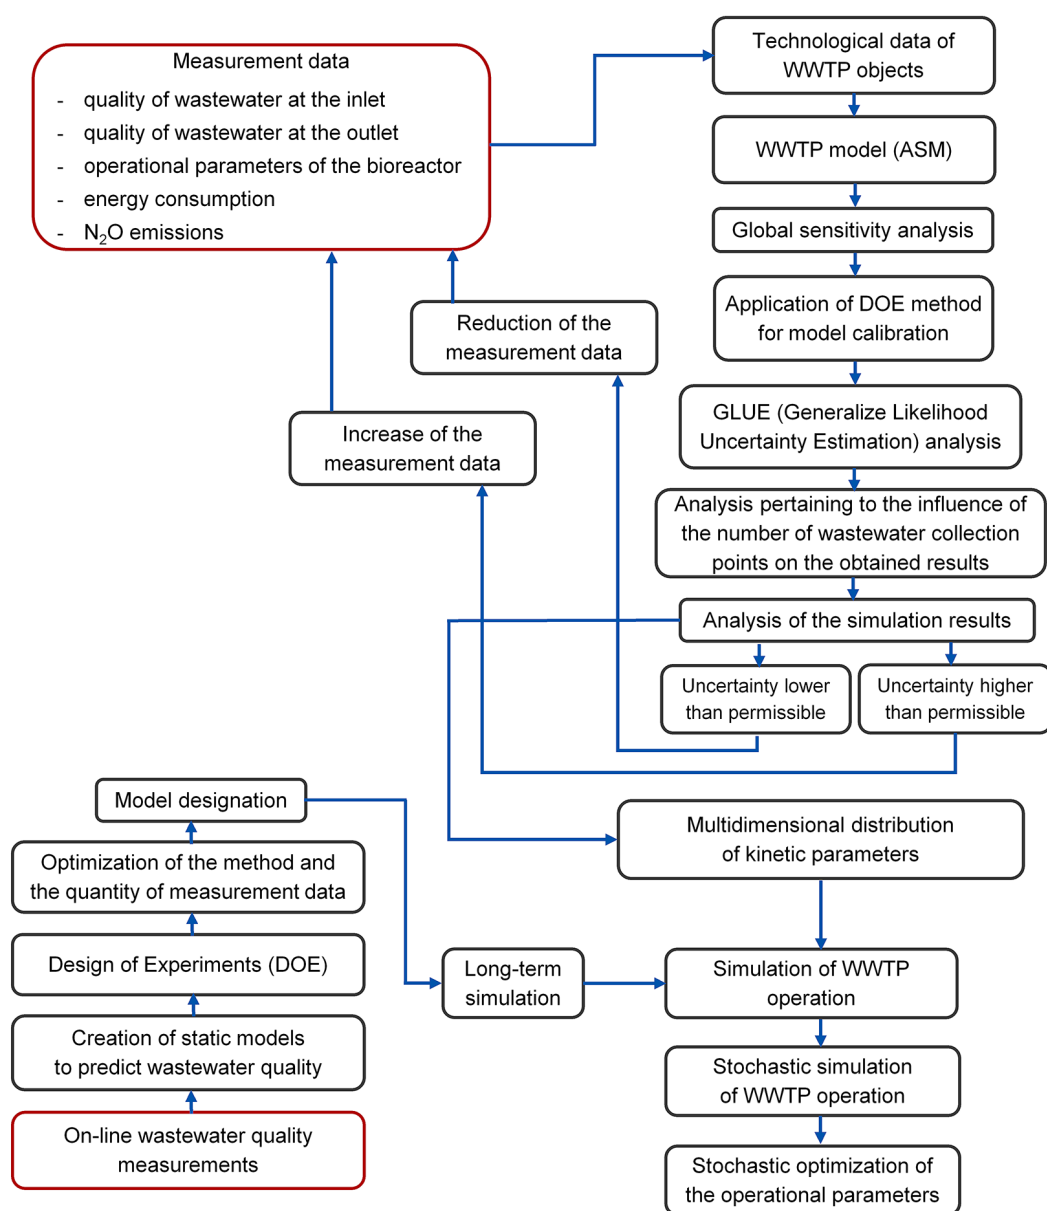 Measurement data
- quality of wastewater at the inlet
- quality of wastewater at the outlet
- operational parameters of the bioreactor
- energy consumption
- N₂O emissions
Technological data of
WWTP objects
WWTP model (ASM)
Global sensitivity analysis
Application of DOE method
for model calibration
Reduction of the
measurement data
GLUE (Generalize Likelihood
Uncertainty Estimation) analysis
Increase of the
measurement data
Analysis pertaining to the influence of
the number of wastewater collection
points on the obtained results
Analysis of the simulation results
Uncertainty lower
than permissible
Uncertainty higher
than permissible
Model designation
Multidimensional distribution
of kinetic parameters
Optimization of the method and
the quantity of measurement data
Design of Experiments (DOE)
Long-term
simulation
Simulation of WWTP
operation
Creation of static models
to predict wastewater quality
Stochastic simulation
of WWTP operation
On-line wastewater quality
measurements
Stochastic optimization of
the operational parameters